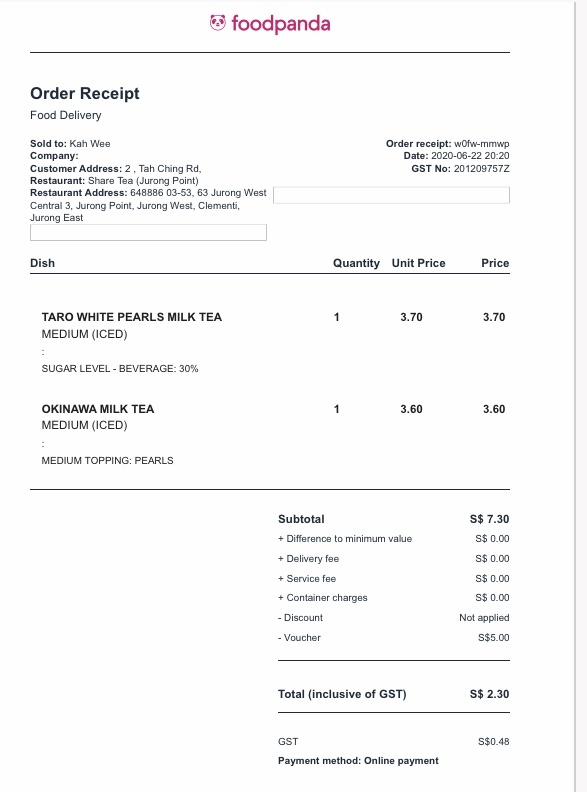 foodpanda
Order Receipt
Food Delivery
Sold to: Kah Wee
Company:
Customer Address: 2 , Tah Ching Rd,
Restaurant: Share Tea (Jurong Point)
Restaurant Address: 648886 03-53, 63 Jurong West
Central 3, Jurong Point, Jurong West, Clementi,
Jurong East
Order receipt: w0fw-mmwp
Date: 2020-06-22 20:20
GST No: 201209757Z
Dish Quantity Unit Price Price
TARO WHITE PEARLS MILK TEA 1 3.70 3.70
MEDIUM (ICED)
:
SUGAR LEVEL - BEVERAGE: 30%
OKINAWA MILK TEA 1 3.60 3.60
MEDIUM (ICED)
:
MEDIUM TOPPING: PEARLS
Subtotal S$ 7.30
+ Difference to minimum value S$ 0.00
+ Delivery fee S$ 0.00
+ Service fee S$ 0.00
+ Container charges S$ 0.00
- Discount Not applied
- Voucher S$5.00
Total (inclusive of GST) S$ 2.30
GST S$0.48
Payment method: Online payment